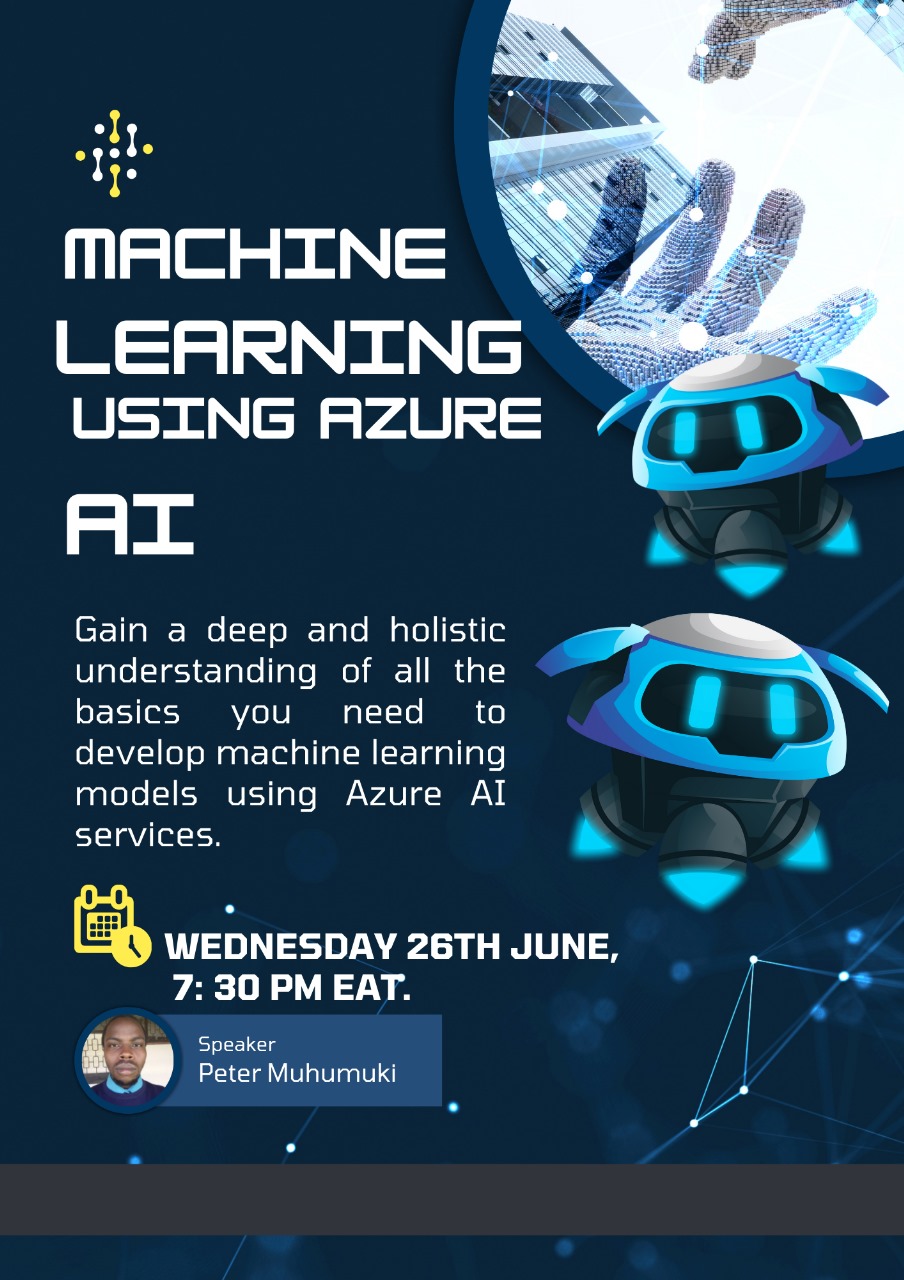 MACHINE
LEARNING
USING AZURE
AI
Gain a deep and holistic
understanding of all the
basics you need to
develop machine learning
models using Azure AI
services.
WEDNESDAY 26TH JUNE,
7: 30 PM EAT.
Speaker
Peter Muhumuki